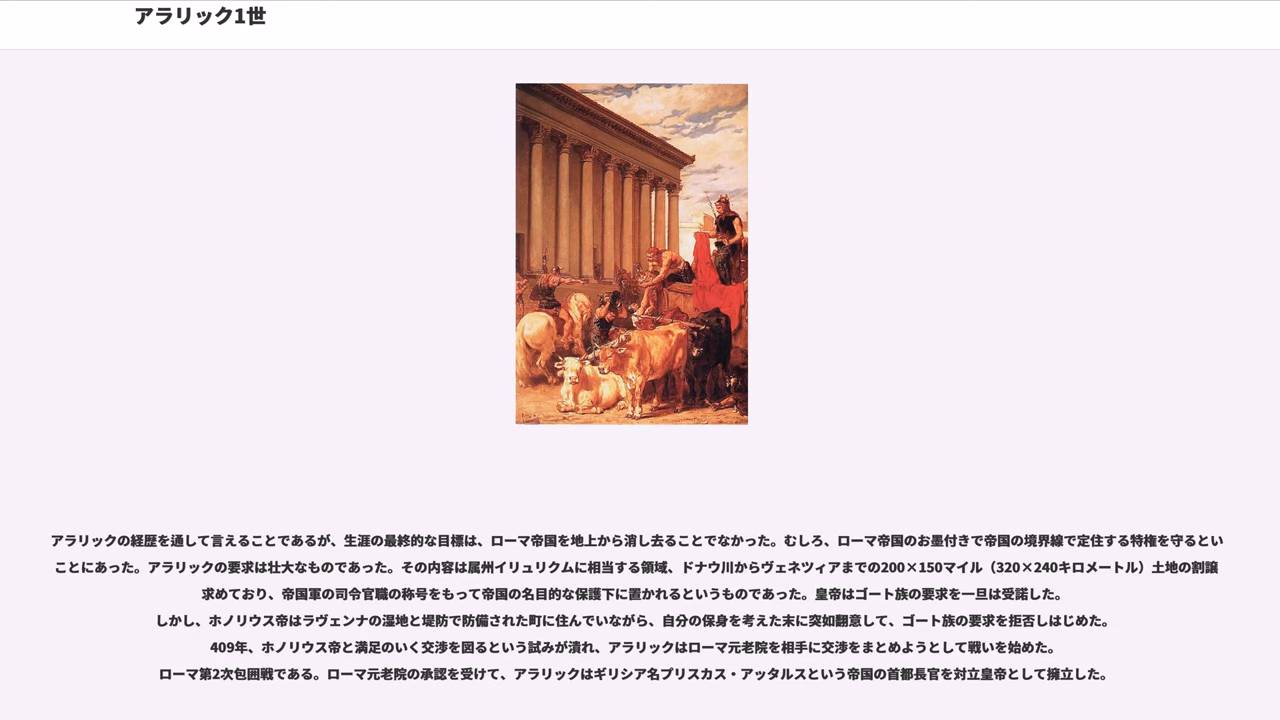 アラリック1世
アラリックの経歴を通して言えることであるが、生涯の最終的な目標は、ローマ帝国を地上から消し去ることでなかった。むしろ、ローマ帝国のお墨付きで帝国の境界線で定住する特権を守るとい
ことにあった。アラリックの要求は壮大なものであった。その内容は属州イリュリクムに相当する領域、ドナウ川からヴェネツィアまでの200×150マイル（320×240キロメートル）土地の割譲
求めており、帝国軍の司令官職の称号をもって帝国の名目的な保護下に置かれるというものであった。皇帝はゴート族の要求を一旦は受諾した。
しかし、ホノリウス帝はラヴェンナの湿地と堤防で防備された町に住んでいながら、自分の保身を考えた末に突如翻意して、ゴート族の要求を拒否しはじめた。
409年、ホノリウス帝と満足のいく交渉を図るという試みが潰れ、アラリックはローマ元老院を相手に交渉をまとめようとして戦いを始めた。
ローマ第2次包囲戦である。ローマ元老院の承認を受けて、アラリックはギリシア名プリスカス・アッタルスという帝国の首都長官を対立皇帝として擁立した。